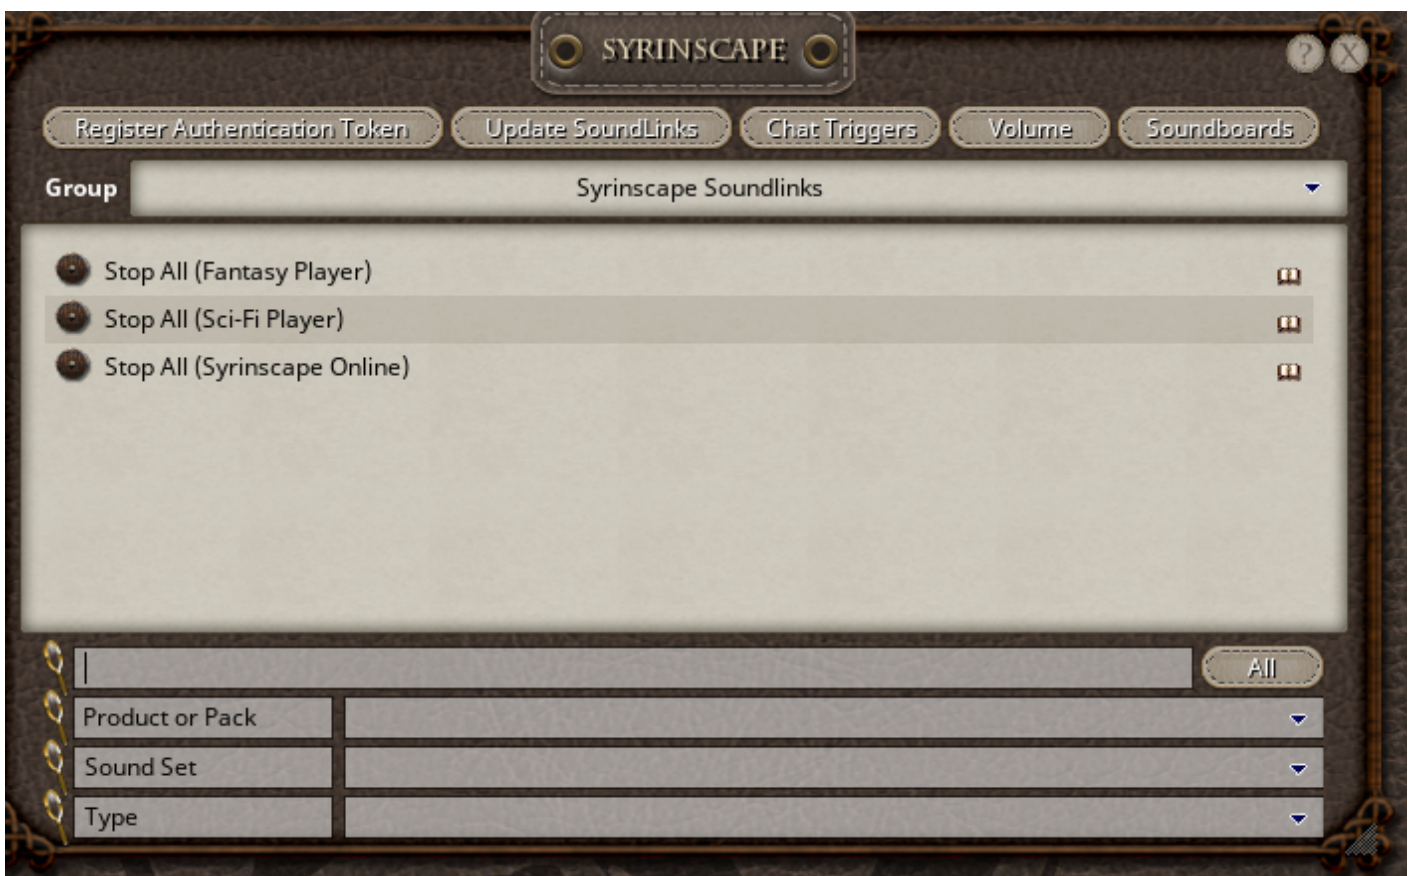 SYRINSCAPE
? X
Register Authentication Token Update SoundLinks Chat Triggers Volume Soundboards
Group Syrinscape Soundlinks
Stop All (Fantasy Player)
Stop All (Sci-Fi Player)
Stop All (Syrinscape Online)
All
Product or Pack
Sound Set
Type